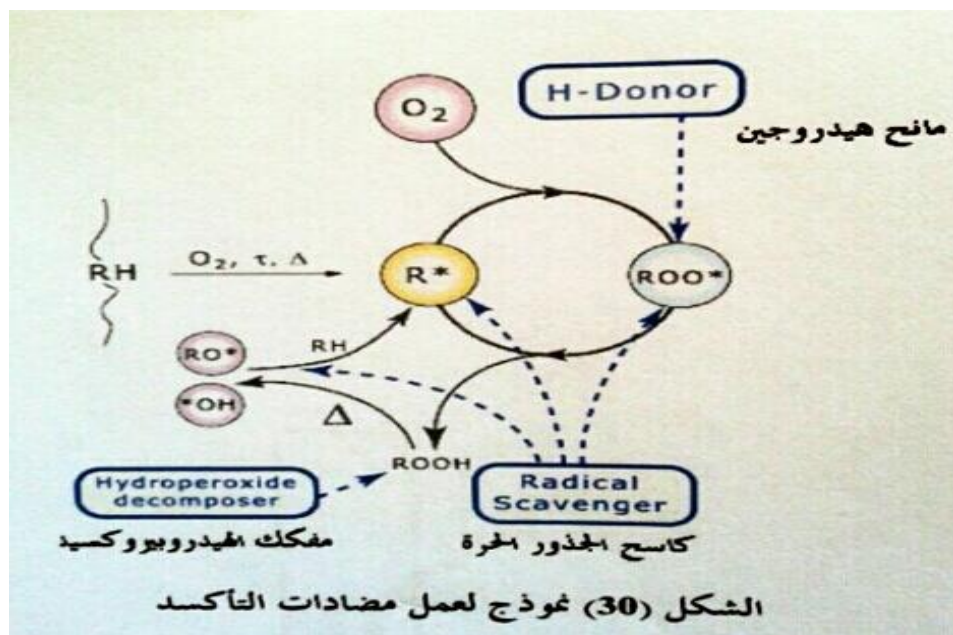 O₂
H-Donor
مانح هيدروجين
RH
O₂, τ, Δ
R*
ROO*
RO*
RH
*OH
Δ
ROOH
Hydroperoxide
decomposer
Radical
Scavenger
مفكك الهيدروبيروكسيد
كاسح الجذور الحرة
الشكل (30) نموذج لعمل مضادات التأكسد